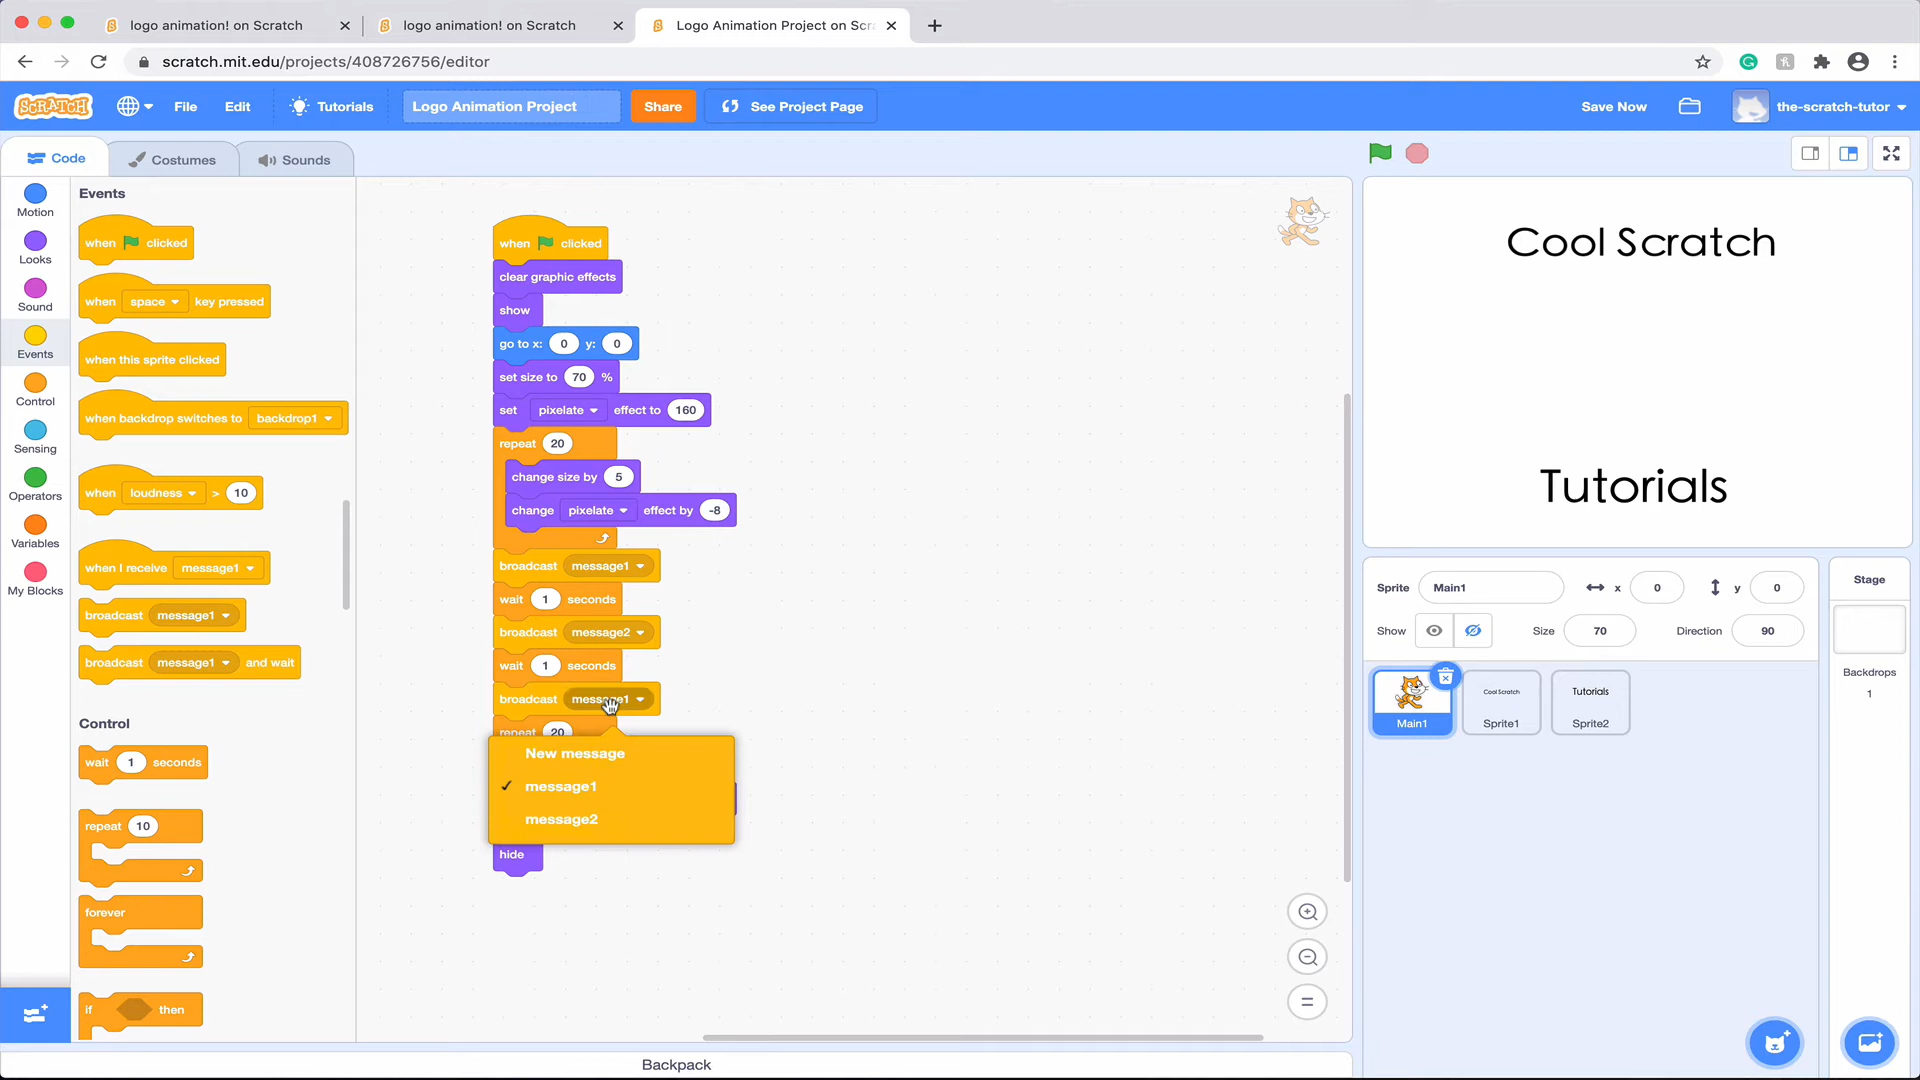 logo animation! on Scratch
logo animation! on Scratch
Logo Animation Project on Scr
scratch.mit.edu/projects/408726756/editor
SCRATCH
File
Edit
Tutorials
Logo Animation Project
Share
See Project Page
Save Now
the-scratch-tutor
Code
Costumes
Sounds
Motion
Looks
Sound
Events
Control
Sensing
Operators
Variables
My Blocks
Events
when clicked
when space key pressed
when this sprite clicked
when backdrop switches to backdrop1
when loudness > 10
when I receive message1
broadcast message1
broadcast message1 and wait
Control
wait 1 seconds
repeat 10
forever
if then
when clicked
clear graphic effects
show
go to x: 0 y: 0
set size to 70 %
set pixelate effect to 160
repeat 20
change size by 5
change pixelate effect by -8
broadcast message1
wait 1 seconds
broadcast message2
wait 1 seconds
broadcast message1
repeat 20
New message
✓ message1
message2
hide
Backpack
Cool Scratch
Tutorials
Sprite Main1 x 0 y 0
Show Size 70 Direction 90
Main1
Cool Scratch
Sprite1
Tutorials
Sprite2
Stage
Backdrops
1